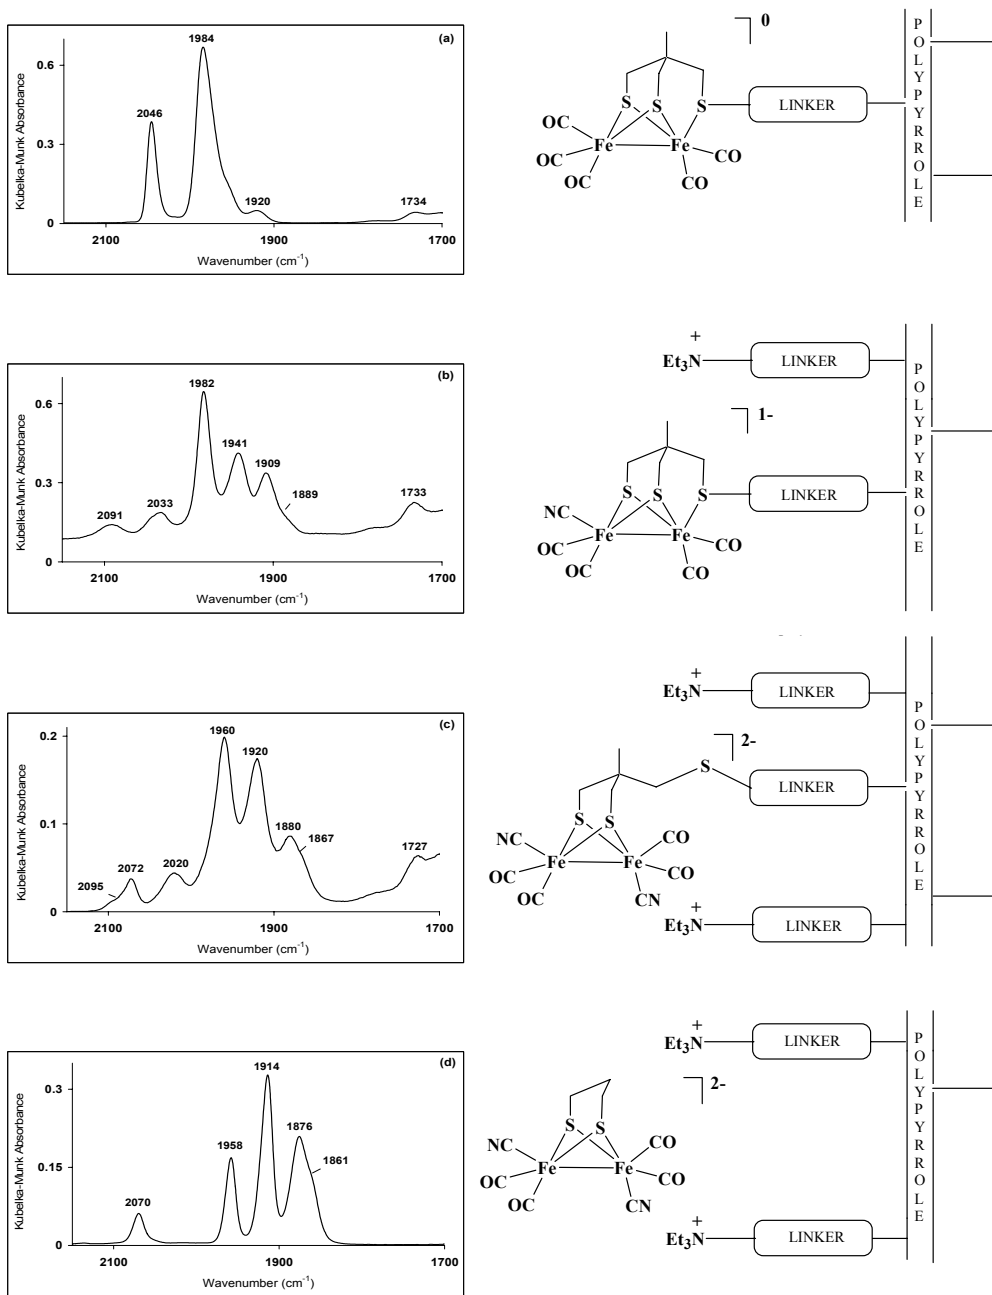 (a)
Kubelka-Munk Absorbance
0.6
0.3
0
2046
1984
1920
1734
2100
1900
1700
Wavenumber (cm-1)
0
S
S
S
LINKER
OC
OC
OC
Fe
Fe
CO
CO
POLYPYRROLE
(b)
Kubelka-Munk Absorbance
0.6
0.3
0
2091
2033
1982
1941
1909
1889
1733
2100
1900
1700
Wavenumber (cm-1)
+
Et3N
LINKER
1-
S
S
S
LINKER
NC
OC
OC
Fe
Fe
CO
CO
POLYPYRROLE
(c)
Kubelka-Munk Absorbance
0.2
0.1
0
2095
2072
2020
1960
1920
1880
1867
1727
2100
1900
1700
Wavenumber (cm-1)
+
Et3N
LINKER
2-
S
LINKER
S
S
NC
OC
OC
Fe
Fe
CO
CO
CN
+
Et3N
LINKER
POLYPYRROLE
(d)
Kubelka-Munk Absorbance
0.3
0.15
0
2070
1958
1914
1876
1861
2100
1900
1700
Wavenumber (cm-1)
+
Et3N
LINKER
2-
S
S
NC
OC
OC
Fe
Fe
CO
CO
CN
+
Et3N
LINKER
POLYPYRROLE